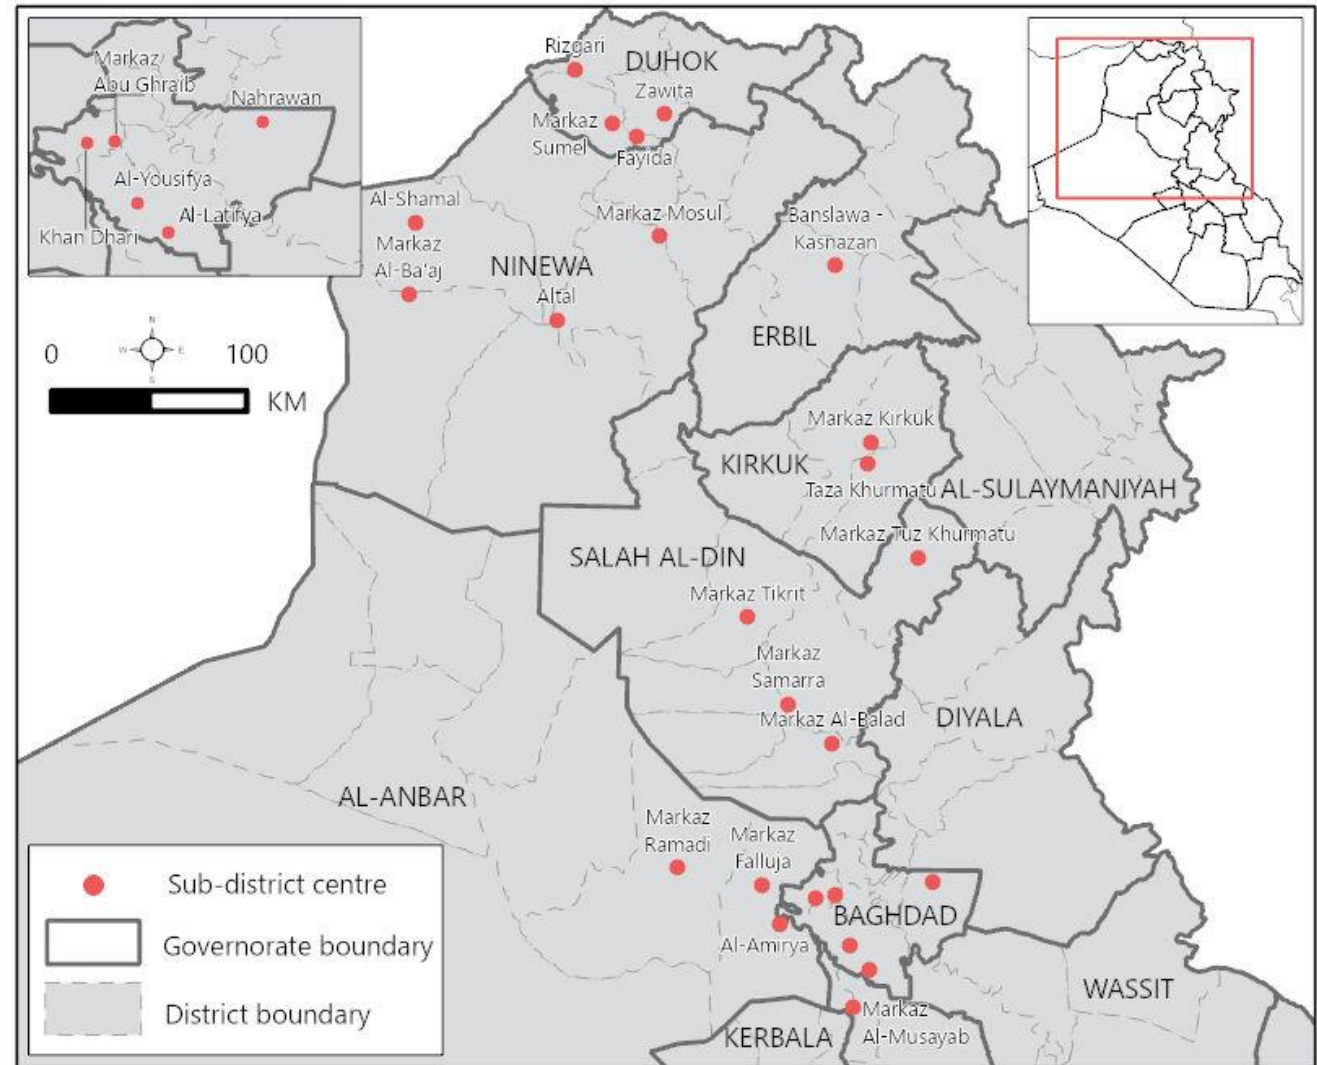 Markaz
Abu Ghraib
Nahrawan
Al-Yousifya
Al-Latifya
Khan Dhari
Rizgari
DUHOK
Zawita
Markaz
Sumel
Fayida
Al-Shamal
Markaz
Al-Ba'aj
NINEWA
Altal
Markaz Mosul
Banslawa -
Kasnazan
ERBIL
N
W
E
S
0
100
KM
Markaz Kirkuk
KIRKUK
Taza Khurmatu
AL-SULAYMANIYAH
Markaz Tuz Khurmatu
SALAH AL-DIN
Markaz Tikrit
Markaz
Samarra
Markaz Al-Balad
DIYALA
AL-ANBAR
Markaz
Ramadi
Markaz
Falluja
BAGHDAD
Al-Amirya
WASSIT
Markaz
Al-Musayab
KERBALA
Sub-district centre
Governorate boundary
District boundary